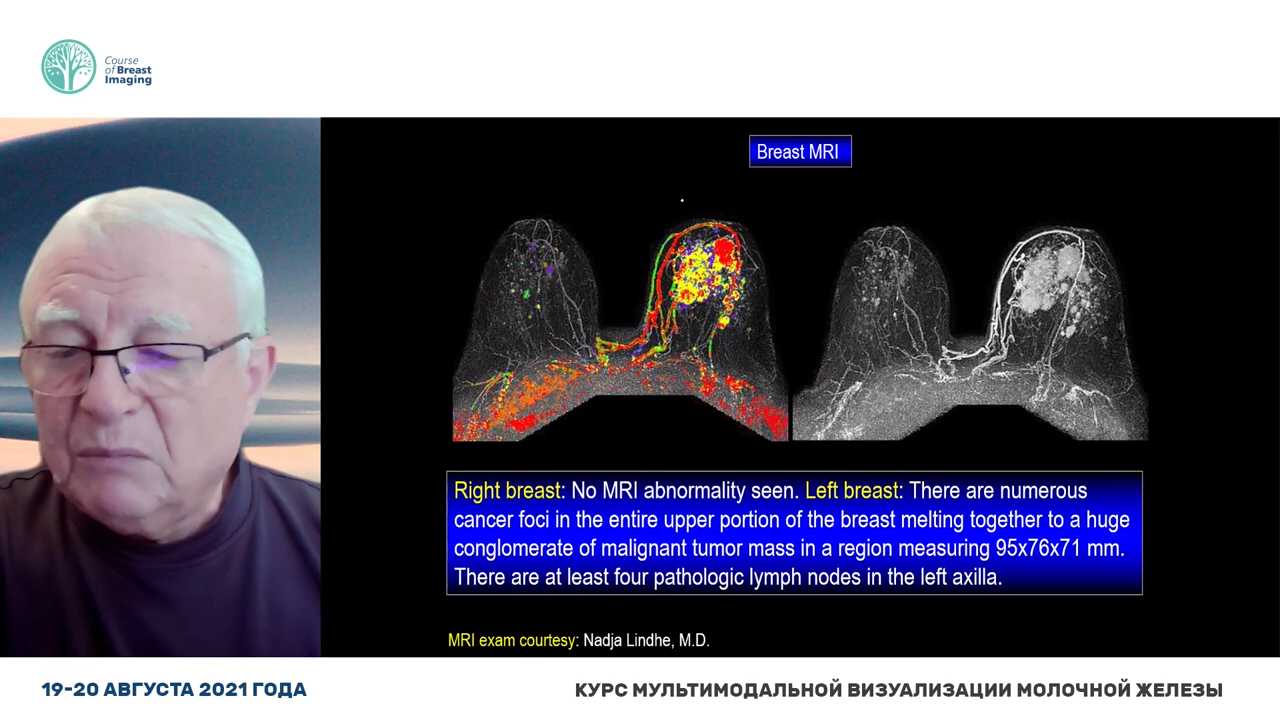 Course
of Breast
Imaging
Breast MRI
Right breast: No MRI abnormality seen. Left breast: There are numerous
cancer foci in the entire upper portion of the breast melting together to a huge
conglomerate of malignant tumor mass in a region measuring 95x76x71 mm.
There are at least four pathologic lymph nodes in the left axilla.
MRI exam courtesy: Nadja Lindhe, M.D.
19-20 АВГУСТА 2021 ГОДА
КУРС МУЛЬТИМОДАЛЬНОЙ ВИЗУАЛИЗАЦИИ МОЛОЧНОЙ ЖЕЛЕЗЫ